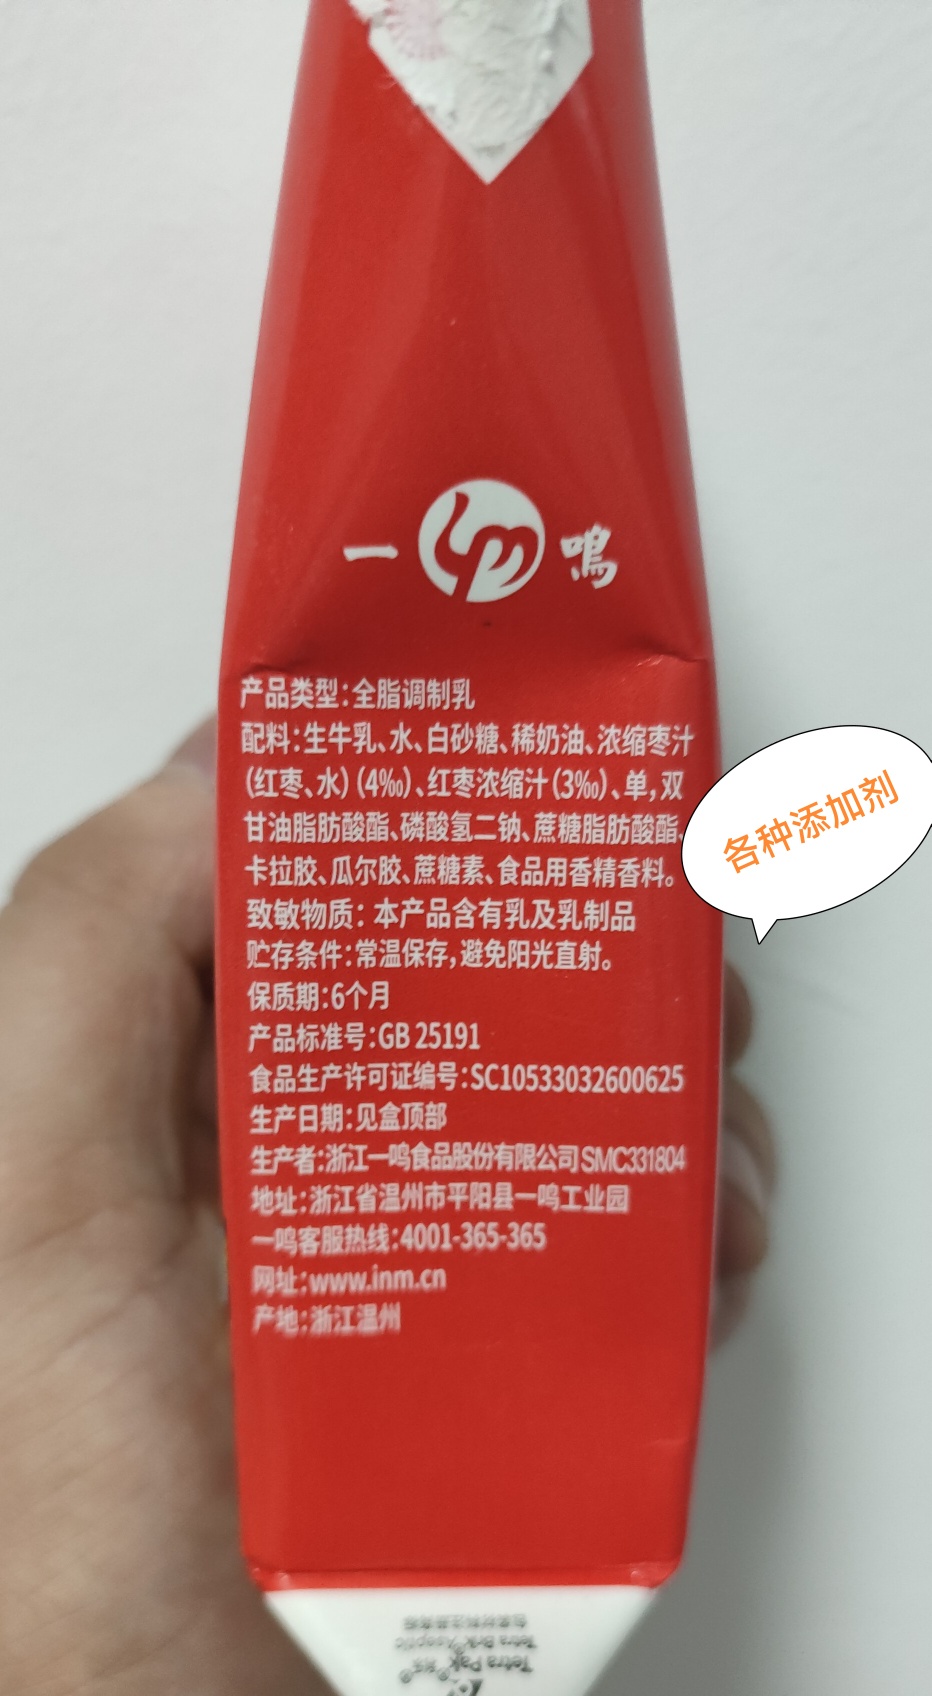 一 鸣
产品类型：全脂调制乳
配料：生牛乳、水、白砂糖、稀奶油、浓缩枣汁
（红枣、水）（4‰）、红枣浓缩汁（3‰）、单，双
甘油脂肪酸酯、磷酸氢二钠、蔗糖脂肪酸酯、
卡拉胶、瓜尔胶、蔗糖素、食品用香精香料。
各种添加剂
致敏物质： 本产品含有乳及乳制品
贮存条件：常温保存，避免阳光直射。
保质期：6个月
产品标准号：GB 25191
食品生产许可证编号：SC10533032600625
生产日期：见盒顶部
生产者：浙江一鸣食品股份有限公司 SMC331804
地址：浙江省温州市平阳县一鸣工业园
一鸣客服热线：4001-365-365
网址：www.inm.cn
产地：浙江温州
Tetra Brik® Aseptic
Tetra Pak®